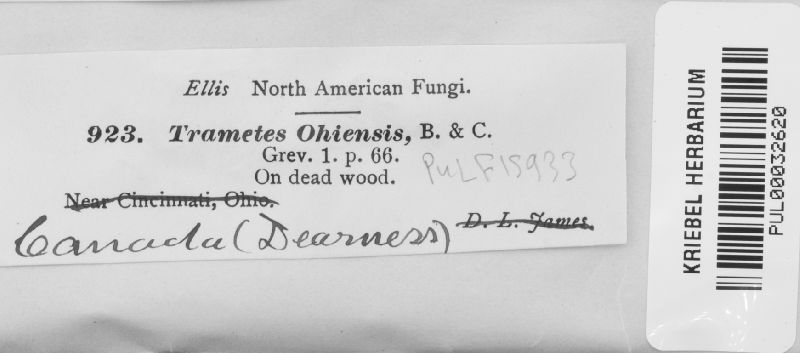 Ellis North American Fungi.
923. Trametes Ohiensis, B. & C.
Grev. 1. p. 66.
On dead wood.
PULF15933
Near Cincinnati, Ohio.
D. L. James.
Canada (Dearness)
KRIEBEL HERBARIUM
PUL00032620